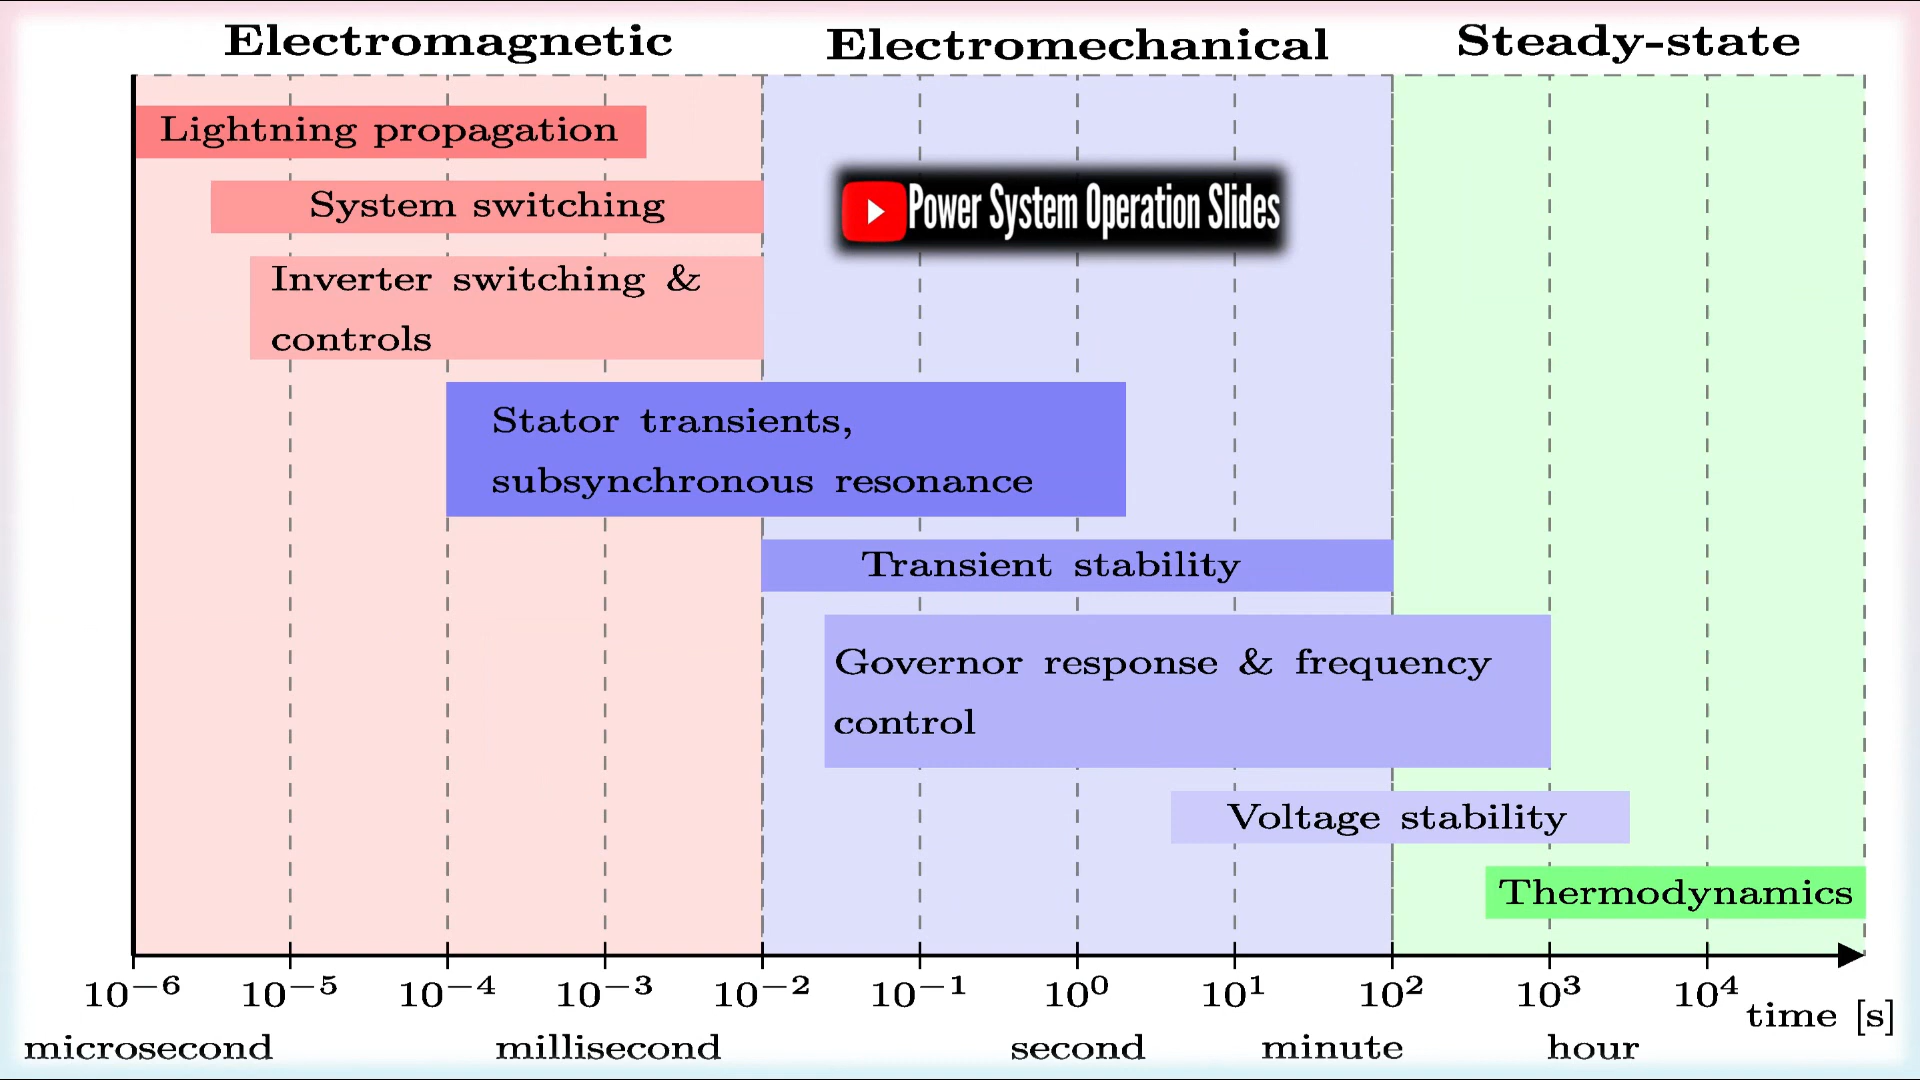 Electromagnetic
Electromechanical
Steady-state
Lightning propagation
System switching
Power System Operation Slides
Inverter switching &
controls
Stator transients,
subsynchronous resonance
Transient stability
Governor response & frequency
control
Voltage stability
Thermodynamics
10⁻⁶ 10⁻⁵ 10⁻⁴ 10⁻³ 10⁻² 10⁻¹ 10⁰ 10¹ 10² 10³ 10⁴
time [s]
microsecond millisecond second minute hour